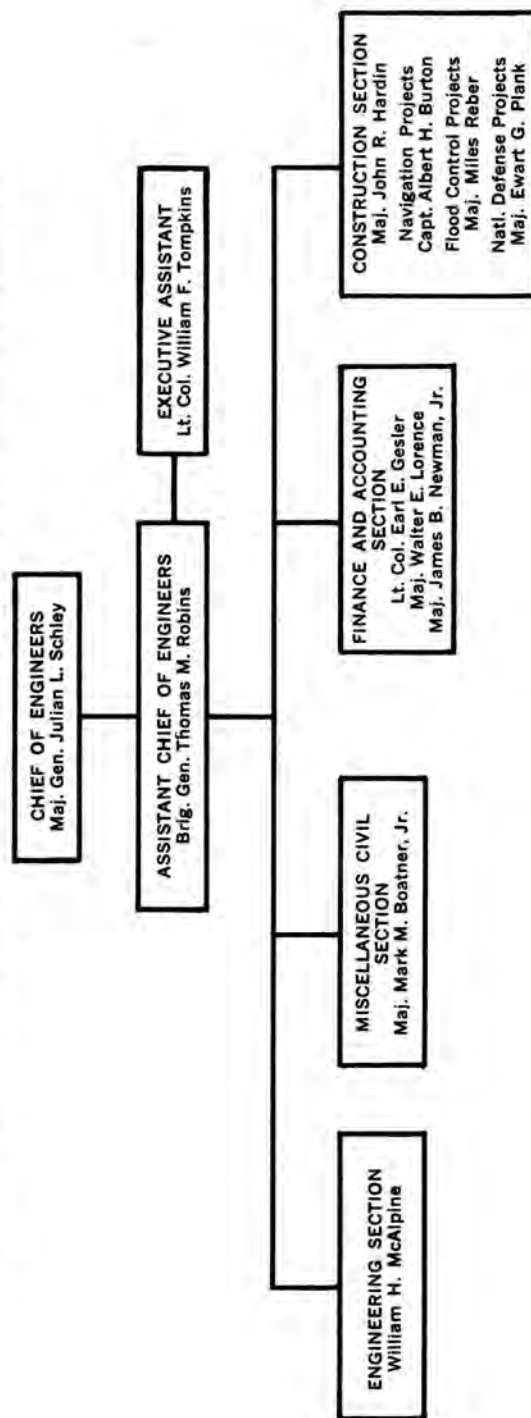 CHIEF OF ENGINEERS
Maj. Gen. Julian L. Schley
ASSISTANT CHIEF OF ENGINEERS
Brig. Gen. Thomas M. Robins
EXECUTIVE ASSISTANT
Lt. Col. William F. Tompkins
ENGINEERING SECTION
William H. McAlpine
MISCELLANEOUS CIVIL
SECTION
Maj. Mark M. Boatner, Jr.
FINANCE AND ACCOUNTING
SECTION
Lt. Col. Earl E. Gesler
Maj. Walter E. Lorence
Maj. James B. Newman, Jr.
CONSTRUCTION SECTION
Maj. John R. Hardin
Navigation Projects
Capt. Albert H. Burton
Flood Control Projects
Maj. Miles Reber
Natl. Defense Projects
Maj. Ewart G. Plank